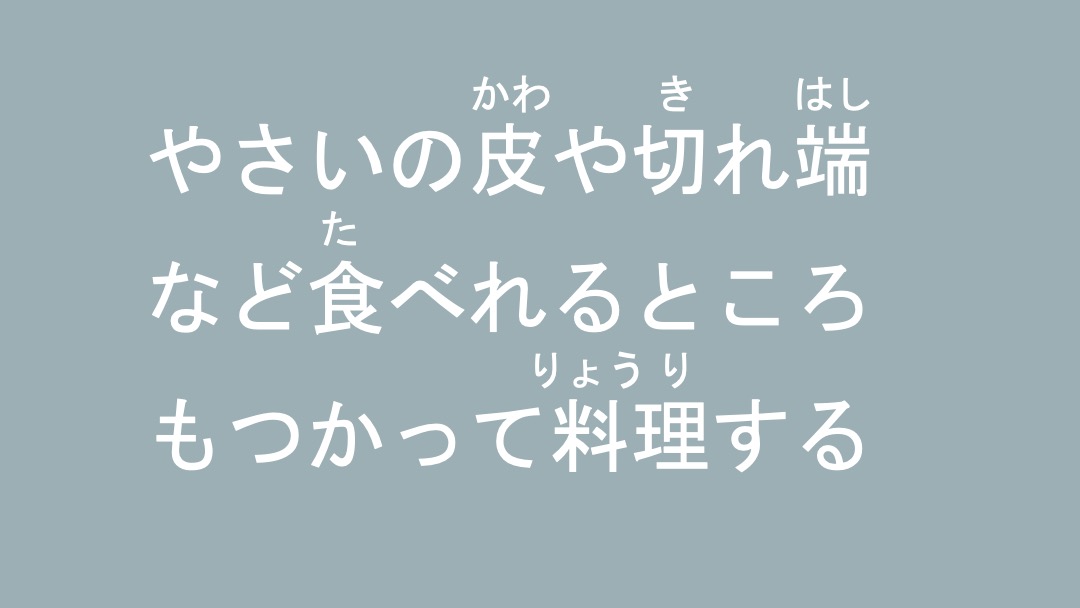 かわ き はし
やさいの皮や切れ端
た
など食べれるところ
りょうり
もつかって料理する